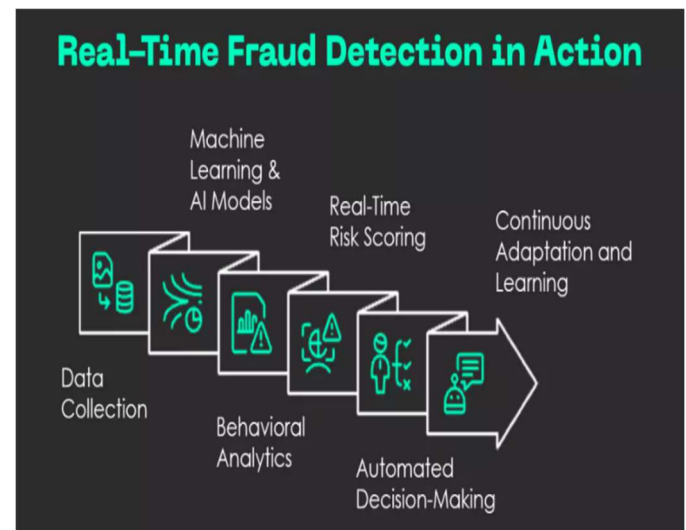 Real-Time Fraud Detection in Action
Data
Collection
Machine
Learning &
AI Models
Behavioral
Analytics
Real-Time
Risk Scoring
Automated
Decision-Making
Continuous
Adaptation and
Learning